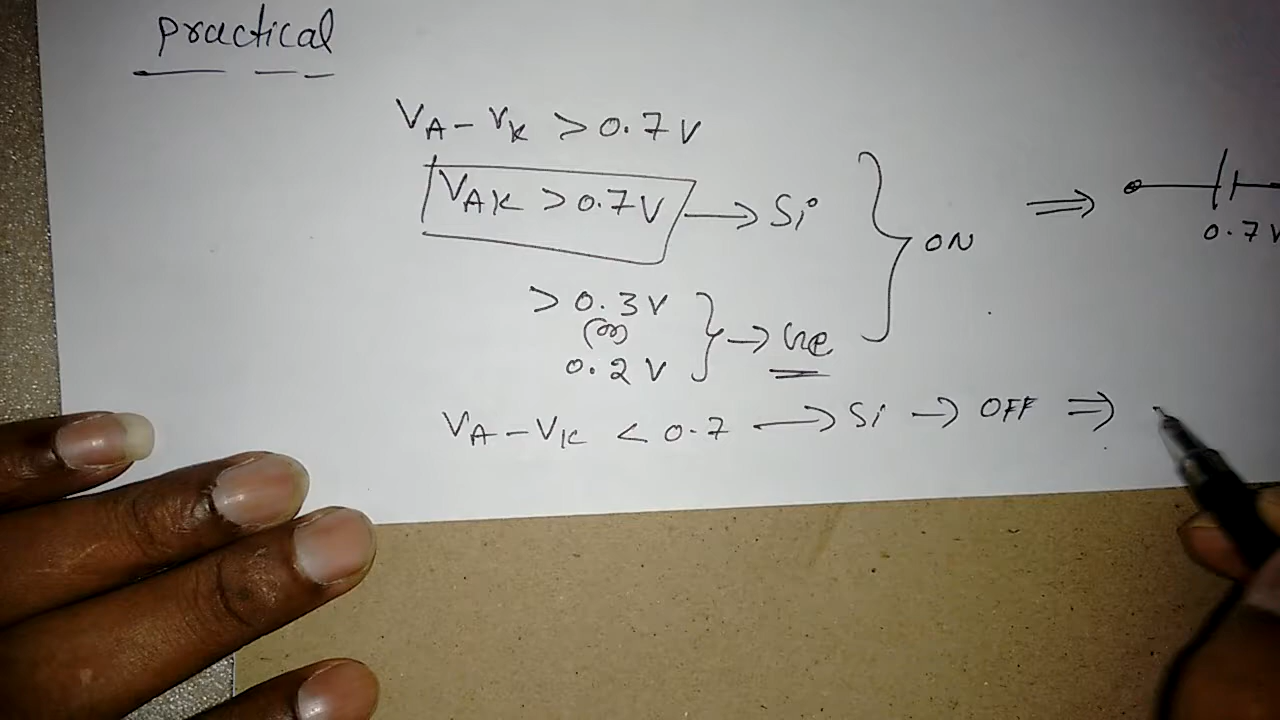 Practical
VA - VK > 0.7 V
VAK > 0.7V → Si } ON ⇒ 0.7 V
> 0.3 V
(or)
0.2 V } → Ge
VA - VK < 0.7 → Si → OFF ⇒